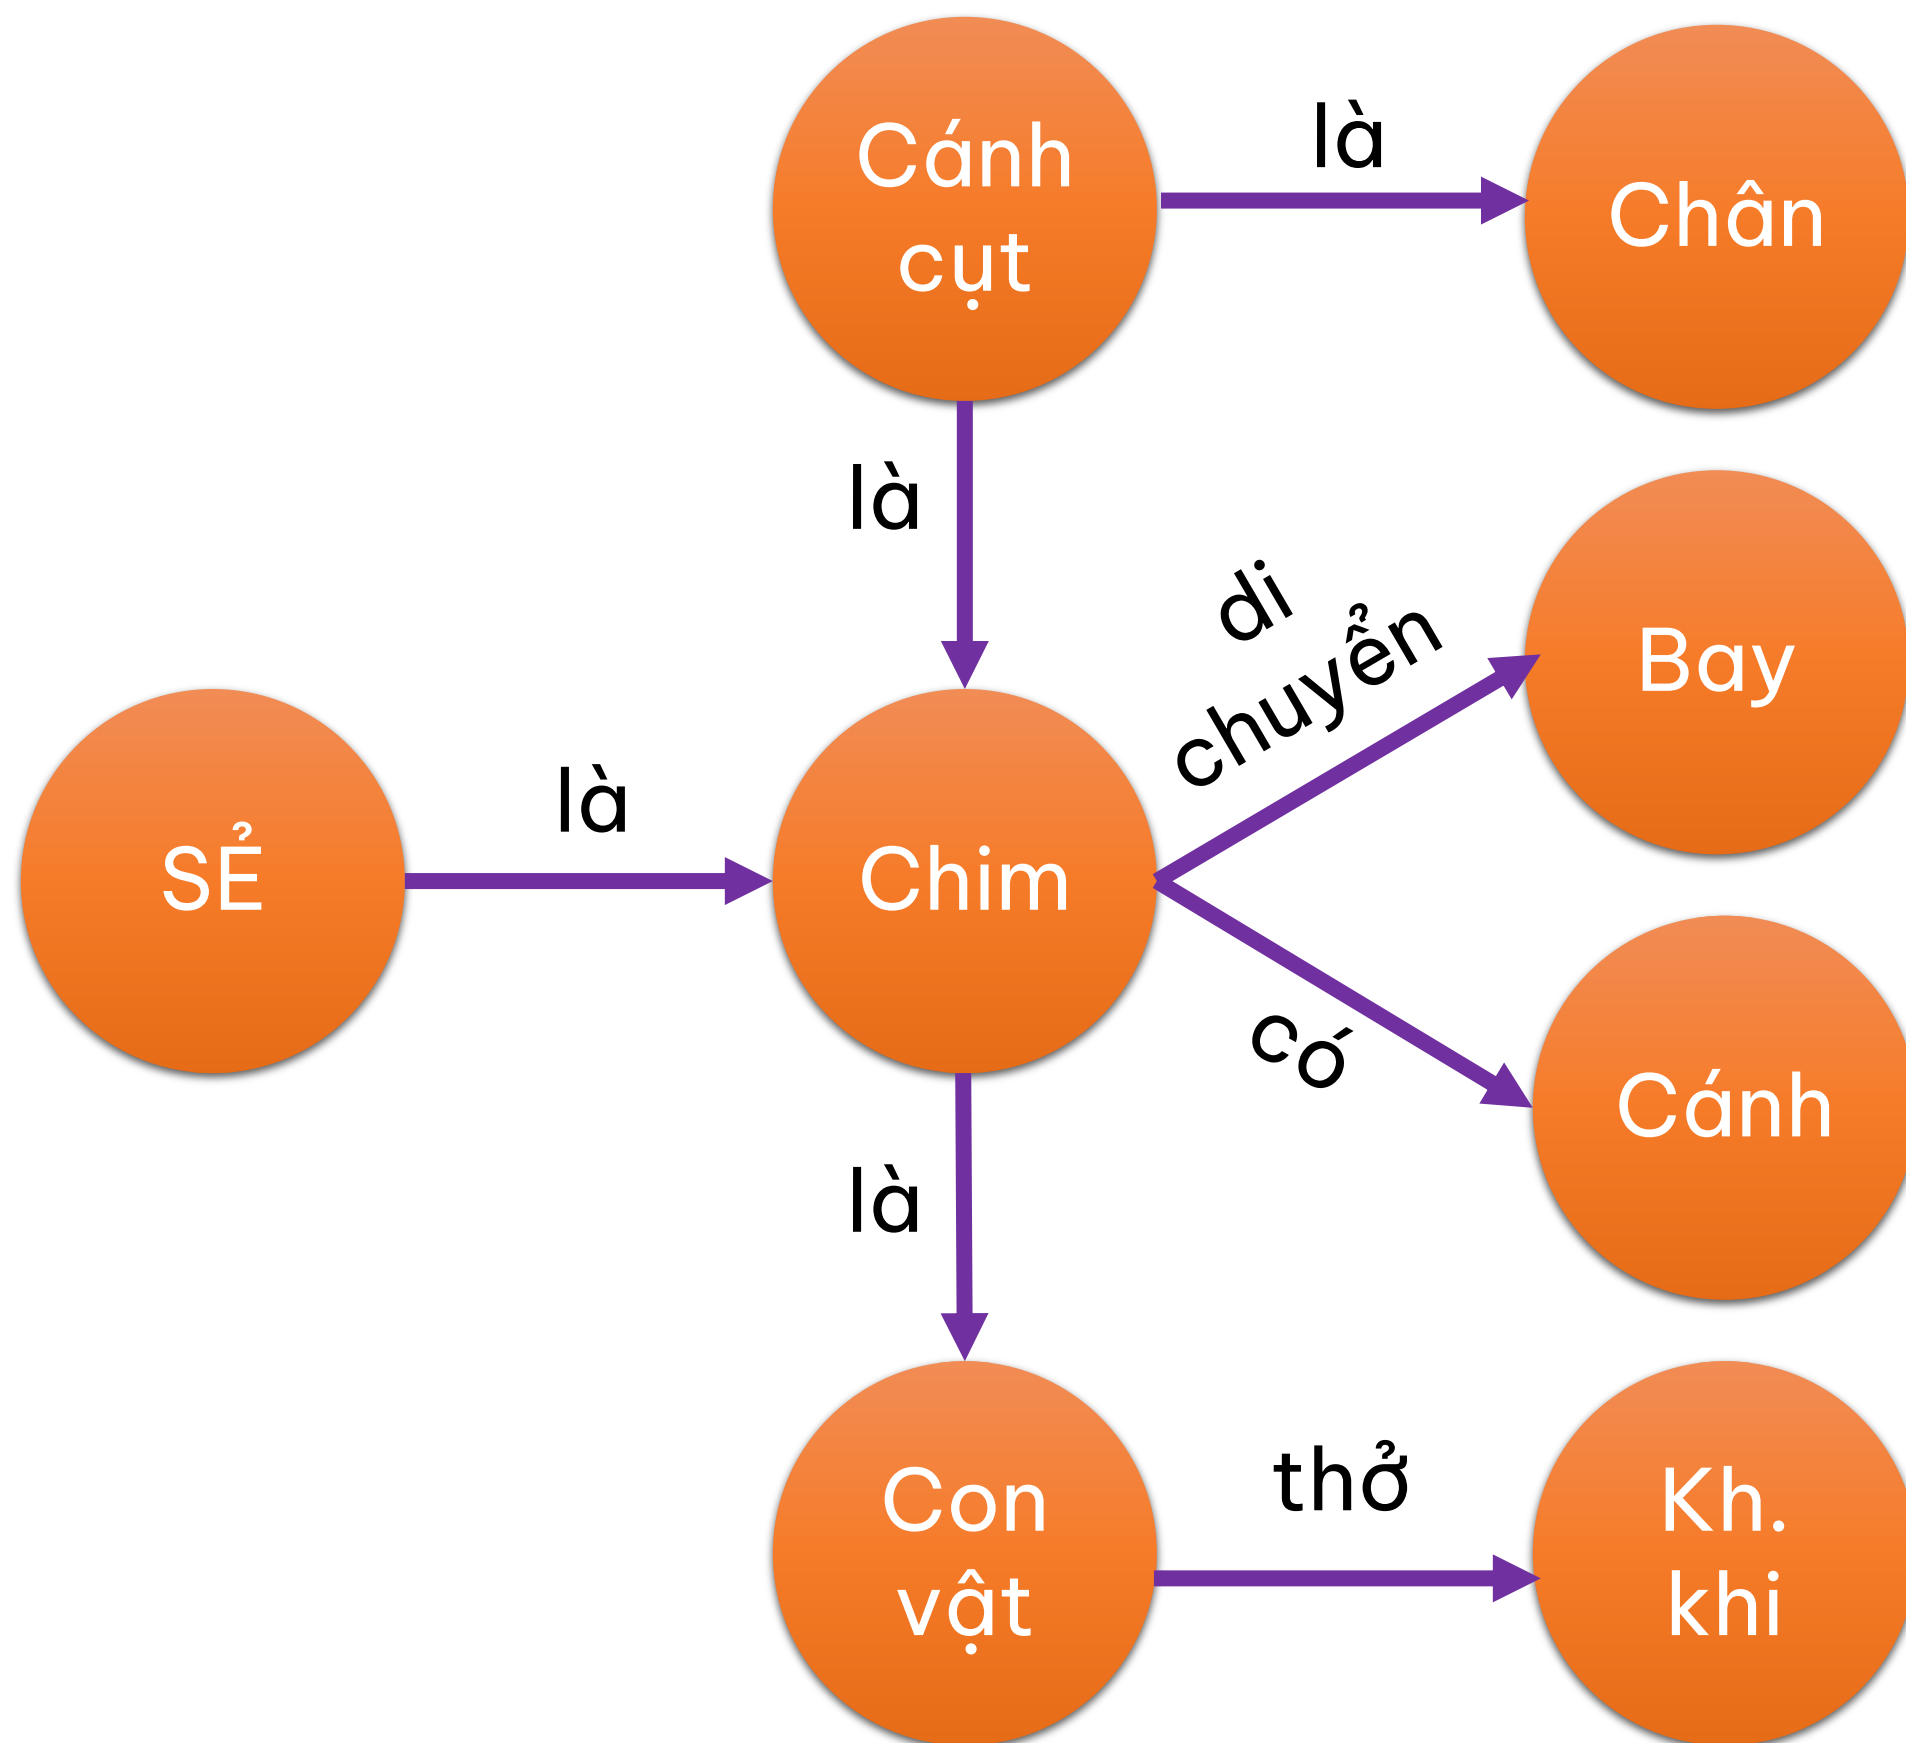 Cánh
cụt
là
Chân
là
di
chuyển
Bay
SẺ
là
Chim
có
Cánh
là
Con
vật
thở
Kh.
khi